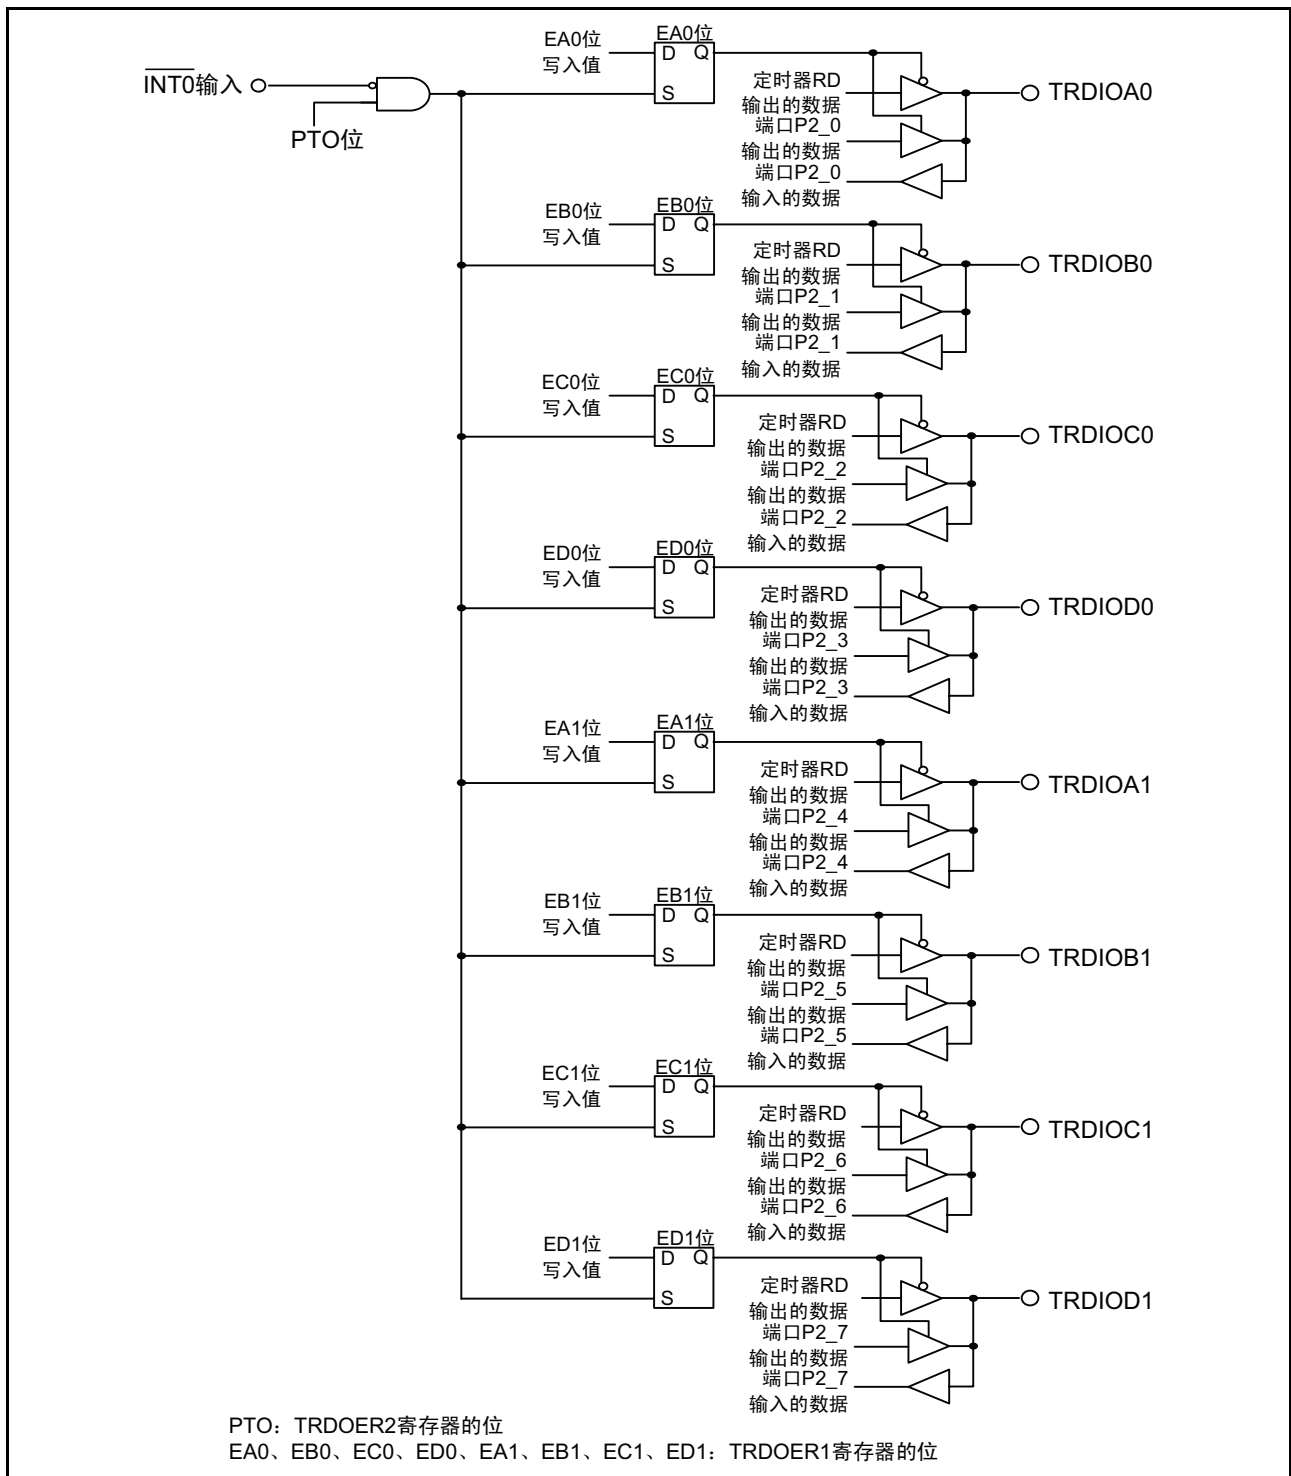 INT0输入
PTO位
EA0位
写入值
EA0位
D Q
S
定时器RD
输出的数据
端口P2_0
输出的数据
端口P2_0
输入的数据
TRDIOA0
EB0位
写入值
EB0位
D Q
S
定时器RD
输出的数据
端口P2_1
输出的数据
端口P2_1
输入的数据
TRDIOB0
EC0位
写入值
EC0位
D Q
S
定时器RD
输出的数据
端口P2_2
输出的数据
端口P2_2
输入的数据
TRDIOC0
ED0位
写入值
ED0位
D Q
S
定时器RD
输出的数据
端口P2_3
输出的数据
端口P2_3
输入的数据
TRDIOD0
EA1位
写入值
EA1位
D Q
S
定时器RD
输出的数据
端口P2_4
输出的数据
端口P2_4
输入的数据
TRDIOA1
EB1位
写入值
EB1位
D Q
S
定时器RD
输出的数据
端口P2_5
输出的数据
端口P2_5
输入的数据
TRDIOB1
EC1位
写入值
EC1位
D Q
S
定时器RD
输出的数据
端口P2_6
输出的数据
端口P2_6
输入的数据
TRDIOC1
ED1位
写入值
ED1位
D Q
S
定时器RD
输出的数据
端口P2_7
输出的数据
端口P2_7
输入的数据
TRDIOD1
PTO：TRDOER2寄存器的位
EA0、EB0、EC0、ED0、EA1、EB1、EC1、ED1：TRDOER1寄存器的位